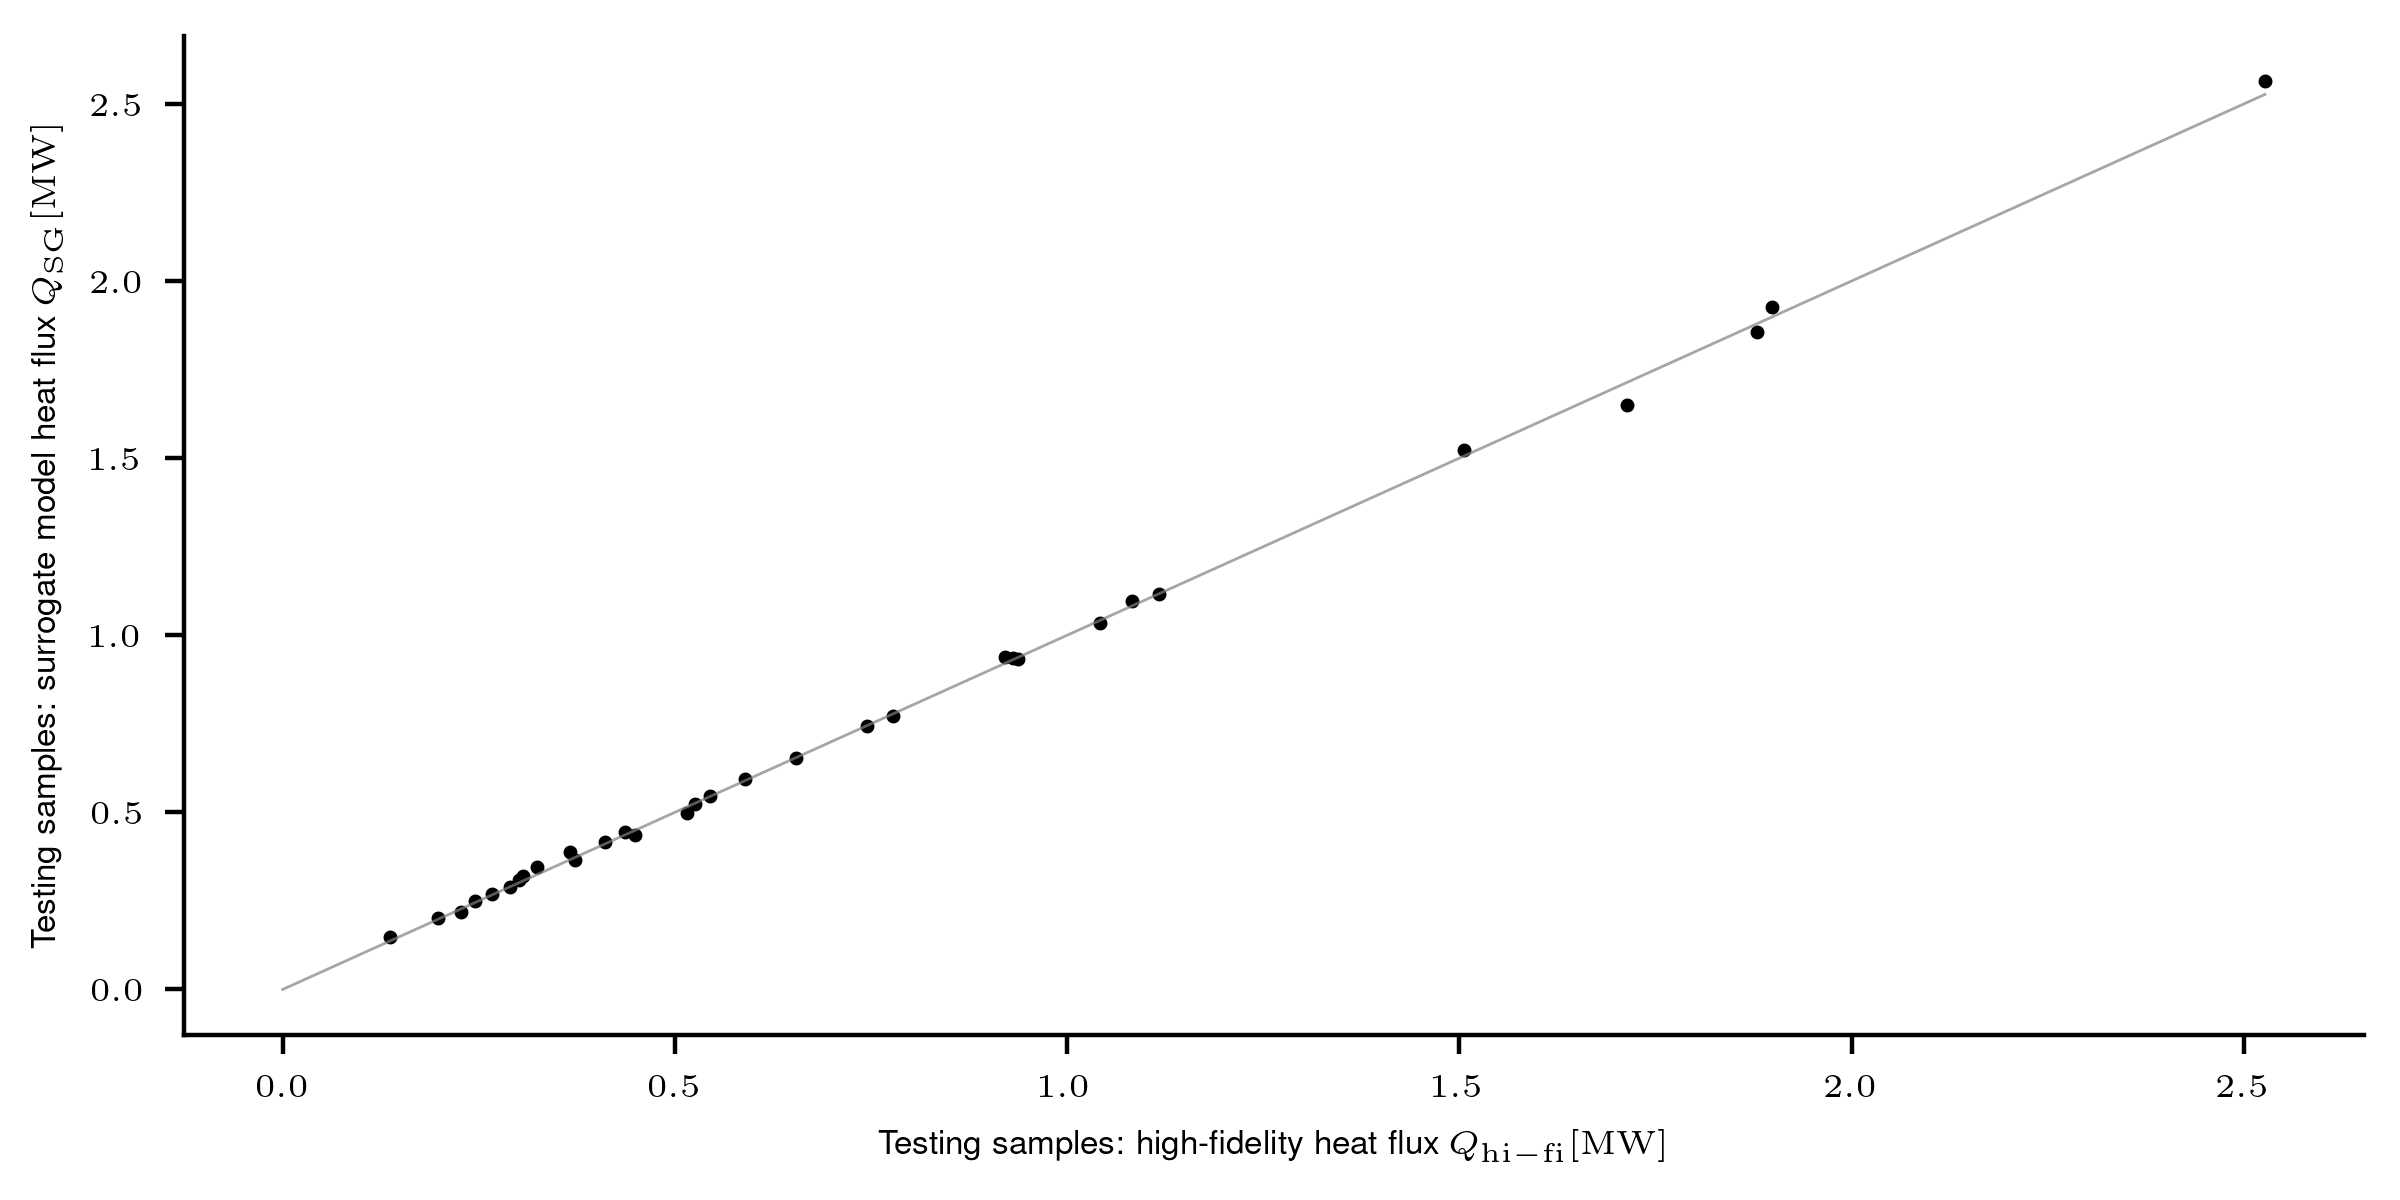 Testing samples: surrogate model heat flux Q_SG [MW]
2.5
2.0
1.5
1.0
0.5
0.0
0.0 0.5 1.0 1.5 2.0 2.5
Testing samples: high-fidelity heat flux Q_hi−fi [MW]